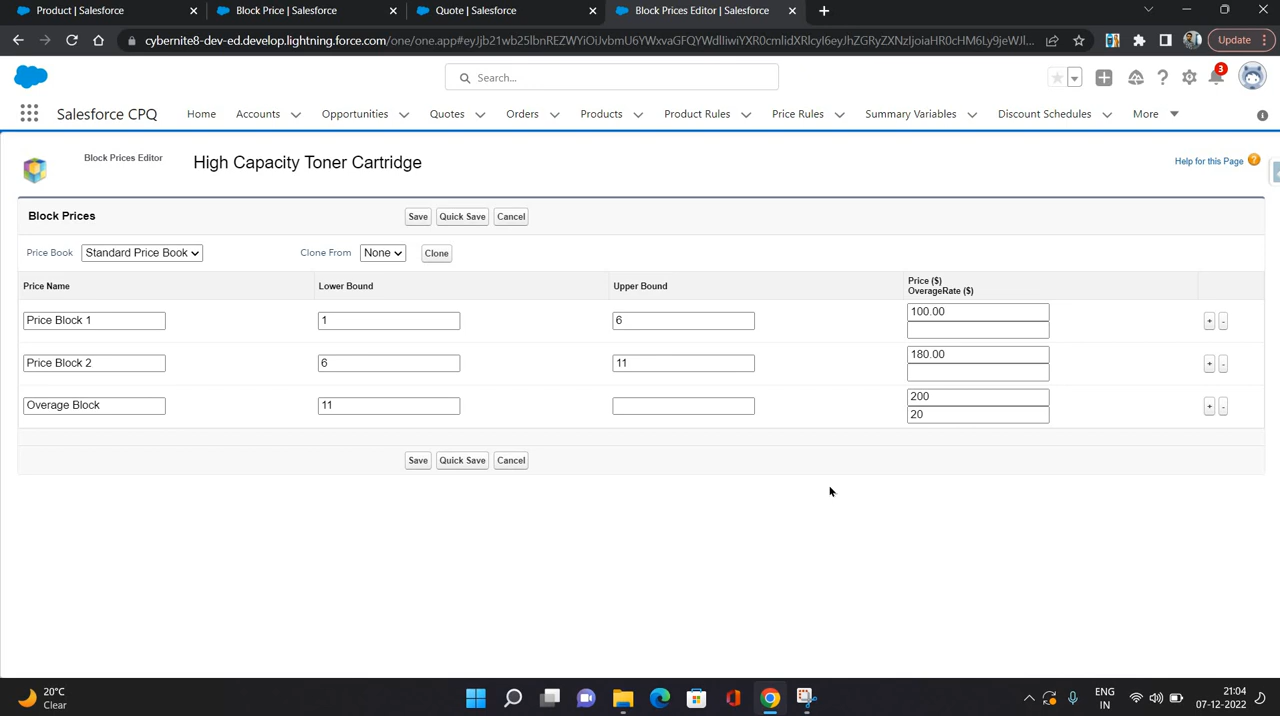 Product | Salesforce
Block Price | Salesforce
Quote | Salesforce
Block Prices Editor | Salesforce
Update
Search...
3
Salesforce CPQ
Home Accounts Opportunities Quotes Orders Products Product Rules Price Rules Summary Variables Discount Schedules More
Block Prices Editor
High Capacity Toner Cartridge
Help for this Page
Block Prices
Save Quick Save Cancel
Price Book Standard Price Book Clone From None Clone
Price Name Lower Bound Upper Bound Price ($)
OverageRate ($)
Price Block 1 1 6 100.00
+ -
Price Block 2 6 11 180.00
+ -
Overage Block 11 200
20
+ -
Save Quick Save Cancel
20°C
Clear
ENG
IN
21:04
07-12-2022